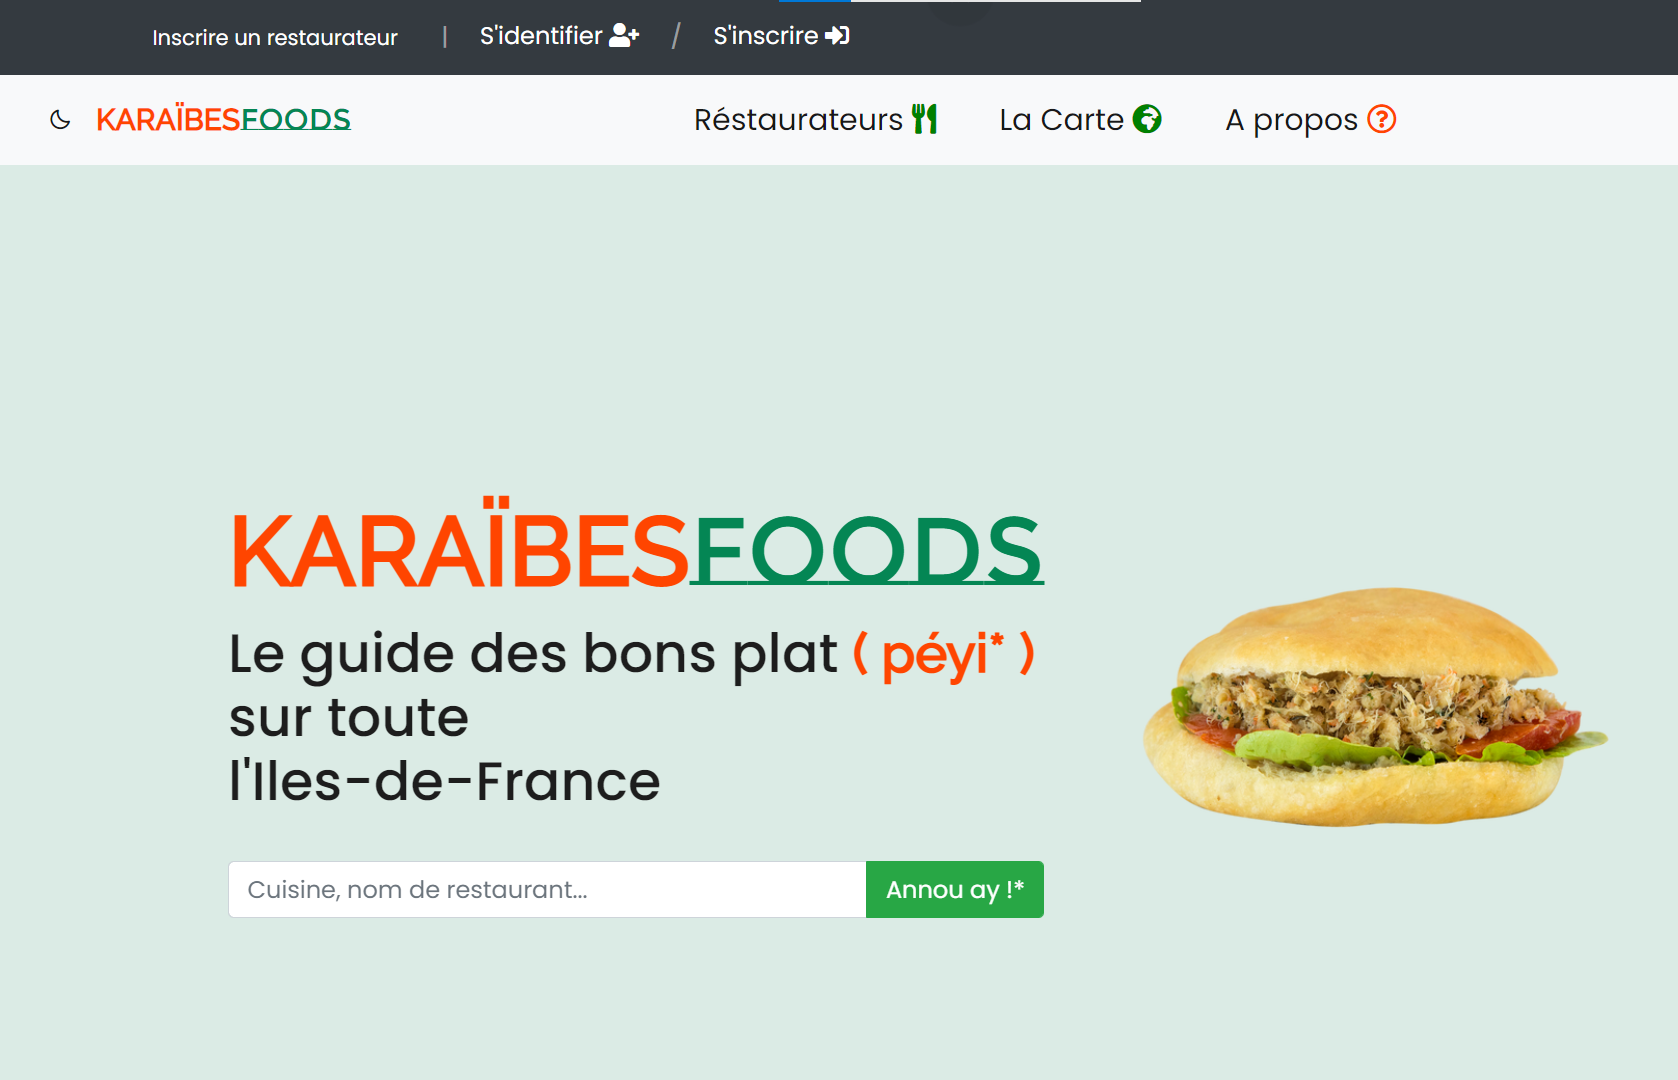 Inscrire un restaurateur | S'identifier / S'inscrire
KARAÏBESFOODS Réstaurateurs La Carte A propos
KARAÏBESFOODS
Le guide des bons plat ( péyi* )
sur toute
l'Iles-de-France
Cuisine, nom de restaurant... Annou ay !*